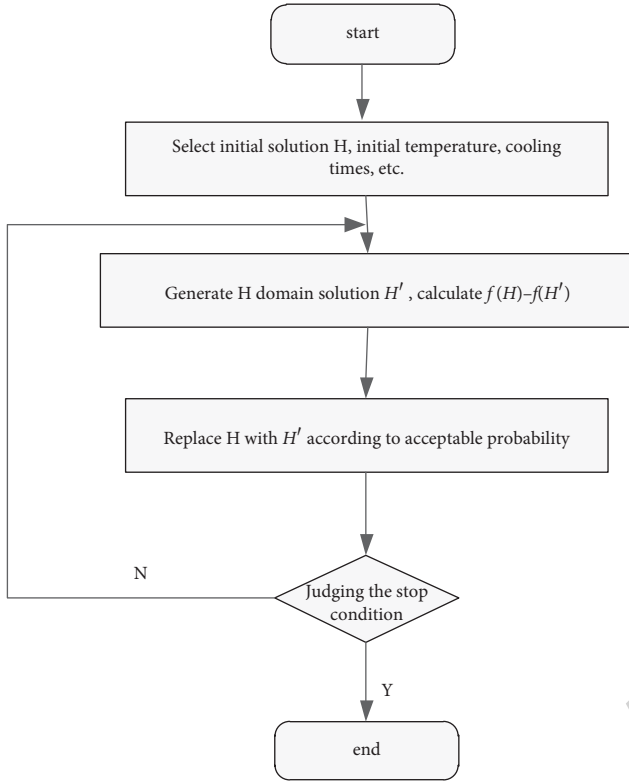 start
Select initial solution H, initial temperature, cooling
times, etc.
Generate H domain solution H′ , calculate f (H)–f(H′)
Replace H with H′ according to acceptable probability
Judging the stop
condition
N
Y
end